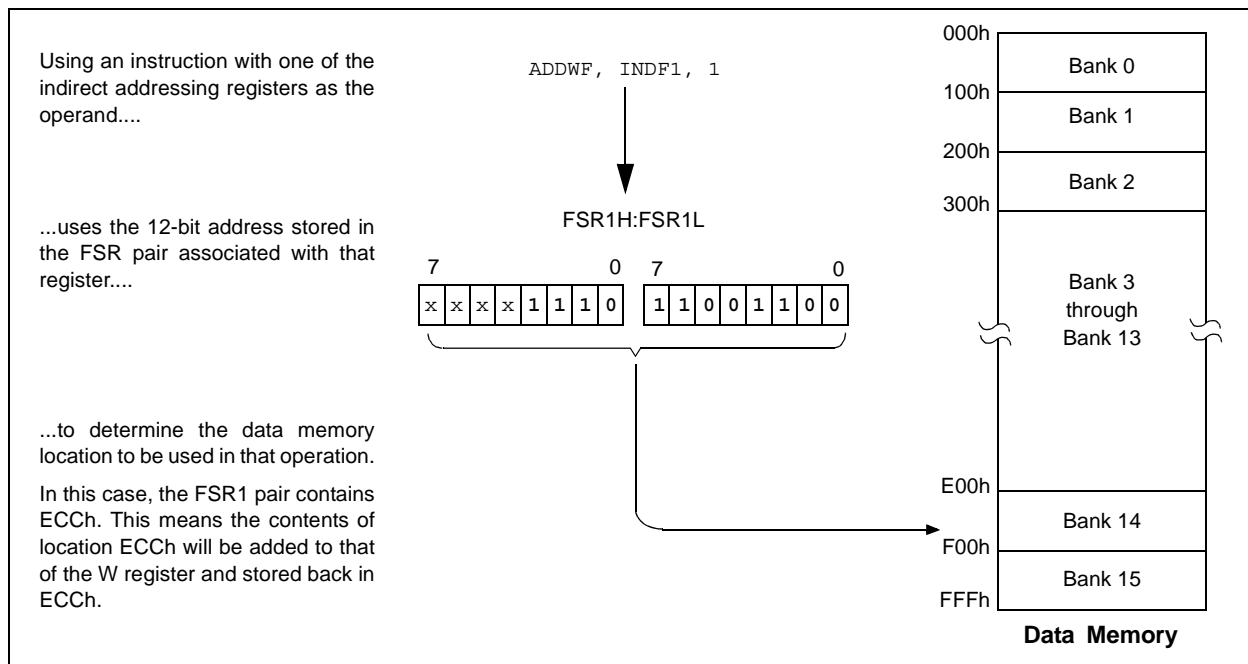 Using an instruction with one of the
indirect addressing registers as the
operand....
ADDWF, INDF1, 1
...uses the 12-bit address stored in
the FSR pair associated with that
register....
FSR1H:FSR1L
7 0 7 0
x x x x 1 1 1 0 1 1 0 0 1 1 0 0
...to determine the data memory
location to be used in that operation.
In this case, the FSR1 pair contains
ECCh. This means the contents of
location ECCh will be added to that
of the W register and stored back in
ECCh.
000h
Bank 0
100h
Bank 1
200h
Bank 2
300h
Bank 3
through
Bank 13
E00h
Bank 14
F00h
Bank 15
FFFh
Data Memory